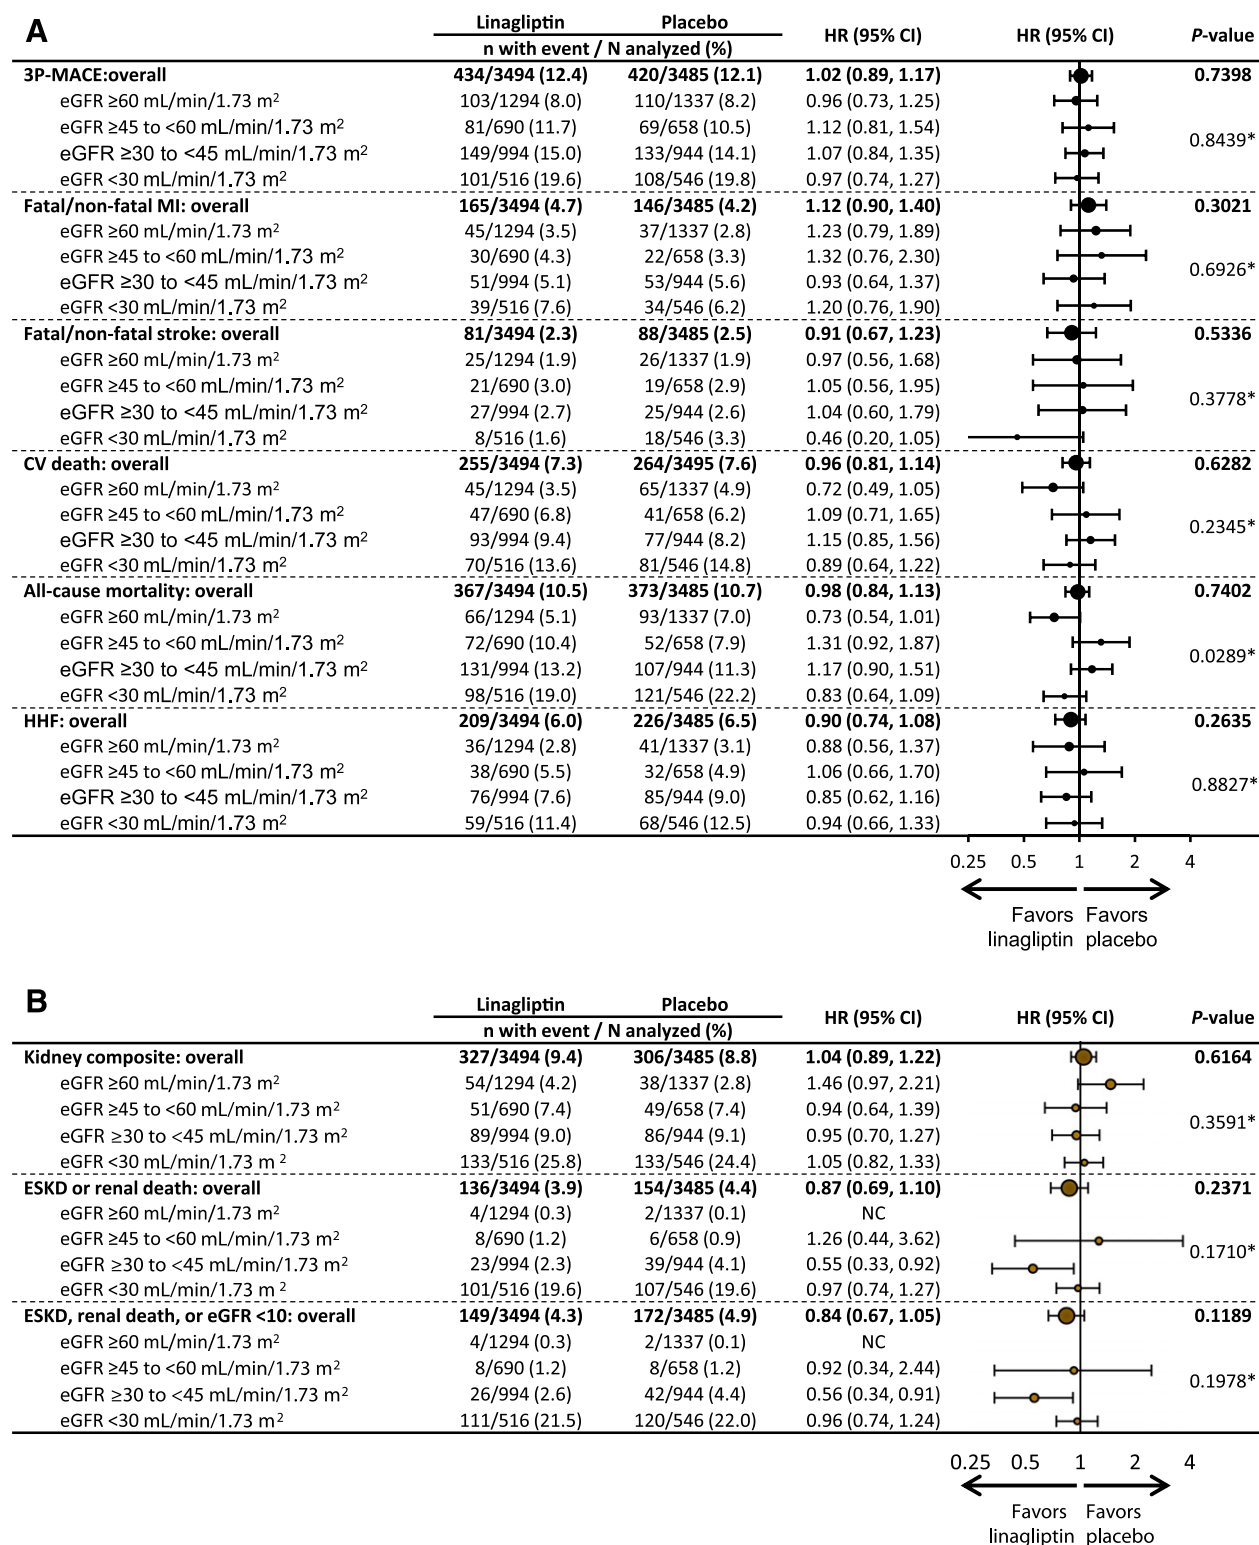 A
Linagliptin Placebo HR (95% CI) HR (95% CI) P-value
n with event / N analyzed (%)
3P-MACE:overall 434/3494 (12.4) 420/3485 (12.1) 1.02 (0.89, 1.17) 0.7398
eGFR ≥60 mL/min/1.73 m² 103/1294 (8.0) 110/1337 (8.2) 0.96 (0.73, 1.25)
eGFR ≥45 to <60 mL/min/1.73 m² 81/690 (11.7) 69/658 (10.5) 1.12 (0.81, 1.54)
0.8439*
eGFR ≥30 to <45 mL/min/1.73 m² 149/994 (15.0) 133/944 (14.1) 1.07 (0.84, 1.35)
eGFR <30 mL/min/1.73 m² 101/516 (19.6) 108/546 (19.8) 0.97 (0.74, 1.27)
Fatal/non-fatal MI: overall 165/3494 (4.7) 146/3485 (4.2) 1.12 (0.90, 1.40) 0.3021
eGFR ≥60 mL/min/1.73 m² 45/1294 (3.5) 37/1337 (2.8) 1.23 (0.79, 1.89)
eGFR ≥45 to <60 mL/min/1.73 m² 30/690 (4.3) 22/658 (3.3) 1.32 (0.76, 2.30)
0.6926*
eGFR ≥30 to <45 mL/min/1.73 m² 51/994 (5.1) 53/944 (5.6) 0.93 (0.64, 1.37)
eGFR <30 mL/min/1.73 m² 39/516 (7.6) 34/546 (6.2) 1.20 (0.76, 1.90)
Fatal/non-fatal stroke: overall 81/3494 (2.3) 88/3485 (2.5) 0.91 (0.67, 1.23) 0.5336
eGFR ≥60 mL/min/1.73 m² 25/1294 (1.9) 26/1337 (1.9) 0.97 (0.56, 1.68)
eGFR ≥45 to <60 mL/min/1.73 m² 21/690 (3.0) 19/658 (2.9) 1.05 (0.56, 1.95)
0.3778*
eGFR ≥30 to <45 mL/min/1.73 m² 27/994 (2.7) 25/944 (2.6) 1.04 (0.60, 1.79)
eGFR <30 mL/min/1.73 m² 8/516 (1.6) 18/546 (3.3) 0.46 (0.20, 1.05)
CV death: overall 255/3494 (7.3) 264/3495 (7.6) 0.96 (0.81, 1.14) 0.6282
eGFR ≥60 mL/min/1.73 m² 45/1294 (3.5) 65/1337 (4.9) 0.72 (0.49, 1.05)
eGFR ≥45 to <60 mL/min/1.73 m² 47/690 (6.8) 41/658 (6.2) 1.09 (0.71, 1.65)
0.2345*
eGFR ≥30 to <45 mL/min/1.73 m² 93/994 (9.4) 77/944 (8.2) 1.15 (0.85, 1.56)
eGFR <30 mL/min/1.73 m² 70/516 (13.6) 81/546 (14.8) 0.89 (0.64, 1.22)
All-cause mortality: overall 367/3494 (10.5) 373/3485 (10.7) 0.98 (0.84, 1.13) 0.7402
eGFR ≥60 mL/min/1.73 m² 66/1294 (5.1) 93/1337 (7.0) 0.73 (0.54, 1.01)
eGFR ≥45 to <60 mL/min/1.73 m² 72/690 (10.4) 52/658 (7.9) 1.31 (0.92, 1.87)
0.0289*
eGFR ≥30 to <45 mL/min/1.73 m² 131/994 (13.2) 107/944 (11.3) 1.17 (0.90, 1.51)
eGFR <30 mL/min/1.73 m² 98/516 (19.0) 121/546 (22.2) 0.83 (0.64, 1.09)
HHF: overall 209/3494 (6.0) 226/3485 (6.5) 0.90 (0.74, 1.08) 0.2635
eGFR ≥60 mL/min/1.73 m² 36/1294 (2.8) 41/1337 (3.1) 0.88 (0.56, 1.37)
eGFR ≥45 to <60 mL/min/1.73 m² 38/690 (5.5) 32/658 (4.9) 1.06 (0.66, 1.70)
0.8827*
eGFR ≥30 to <45 mL/min/1.73 m² 76/994 (7.6) 85/944 (9.0) 0.85 (0.62, 1.16)
eGFR <30 mL/min/1.73 m² 59/516 (11.4) 68/546 (12.5) 0.94 (0.66, 1.33)
0.25 0.5 1 2 4
Favors Favors
linagliptin placebo
B
Linagliptin Placebo HR (95% CI) HR (95% CI) P-value
n with event / N analyzed (%)
Kidney composite: overall 327/3494 (9.4) 306/3485 (8.8) 1.04 (0.89, 1.22) 0.6164
eGFR ≥60 mL/min/1.73 m² 54/1294 (4.2) 38/1337 (2.8) 1.46 (0.97, 2.21)
eGFR ≥45 to <60 mL/min/1.73 m² 51/690 (7.4) 49/658 (7.4) 0.94 (0.64, 1.39)
0.3591*
eGFR ≥30 to <45 mL/min/1.73 m² 89/994 (9.0) 86/944 (9.1) 0.95 (0.70, 1.27)
eGFR <30 mL/min/1.73 m ² 133/516 (25.8) 133/546 (24.4) 1.05 (0.82, 1.33)
ESKD or renal death: overall 136/3494 (3.9) 154/3485 (4.4) 0.87 (0.69, 1.10) 0.2371
eGFR ≥60 mL/min/1.73 m² 4/1294 (0.3) 2/1337 (0.1) NC
eGFR ≥45 to <60 mL/min/1.73 m² 8/690 (1.2) 6/658 (0.9) 1.26 (0.44, 3.62)
0.1710*
eGFR ≥30 to <45 mL/min/1.73 m² 23/994 (2.3) 39/944 (4.1) 0.55 (0.33, 0.92)
eGFR <30 mL/min/1.73 m ² 101/516 (19.6) 107/546 (19.6) 0.97 (0.74, 1.27)
ESKD, renal death, or eGFR <10: overall 149/3494 (4.3) 172/3485 (4.9) 0.84 (0.67, 1.05) 0.1189
eGFR ≥60 mL/min/1.73 m² 4/1294 (0.3) 2/1337 (0.1) NC
eGFR ≥45 to <60 mL/min/1.73 m² 8/690 (1.2) 8/658 (1.2) 0.92 (0.34, 2.44)
0.1978*
eGFR ≥30 to <45 mL/min/1.73 m² 26/994 (2.6) 42/944 (4.4) 0.56 (0.34, 0.91)
eGFR <30 mL/min/1.73 m² 111/516 (21.5) 120/546 (22.0) 0.96 (0.74, 1.24)
0.25 0.5 1 2 4
Favors Favors
linagliptin placebo